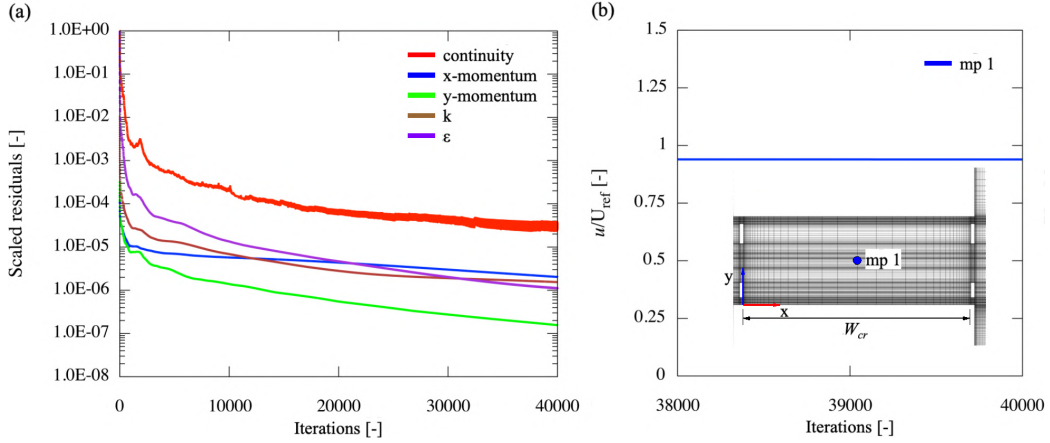 (a)
Scaled residuals [-]
1.0E+00
1.0E-01
1.0E-02
1.0E-03
1.0E-04
1.0E-05
1.0E-06
1.0E-07
1.0E-08
continuity
x-momentum
y-momentum
k
ε
0 10000 20000 30000 40000
Iterations [-]
(b)
u/U_ref [-]
1.5
1.25
1
0.75
0.5
0.25
0
mp 1
mp 1
y
x
W_cr
38000 39000 40000
Iterations [-]